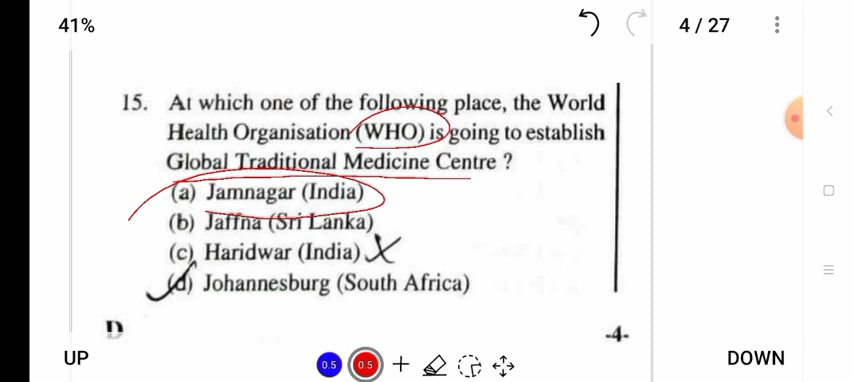 41%
4 / 27
15. At which one of the following place, the World
Health Organisation (WHO) is going to establish
Global Traditional Medicine Centre ?
(a) Jamnagar (India)
(b) Jaffna (Sri Lanka)
(c) Haridwar (India)
(d) Johannesburg (South Africa)
D
-4-
UP
0.5
0.5
DOWN